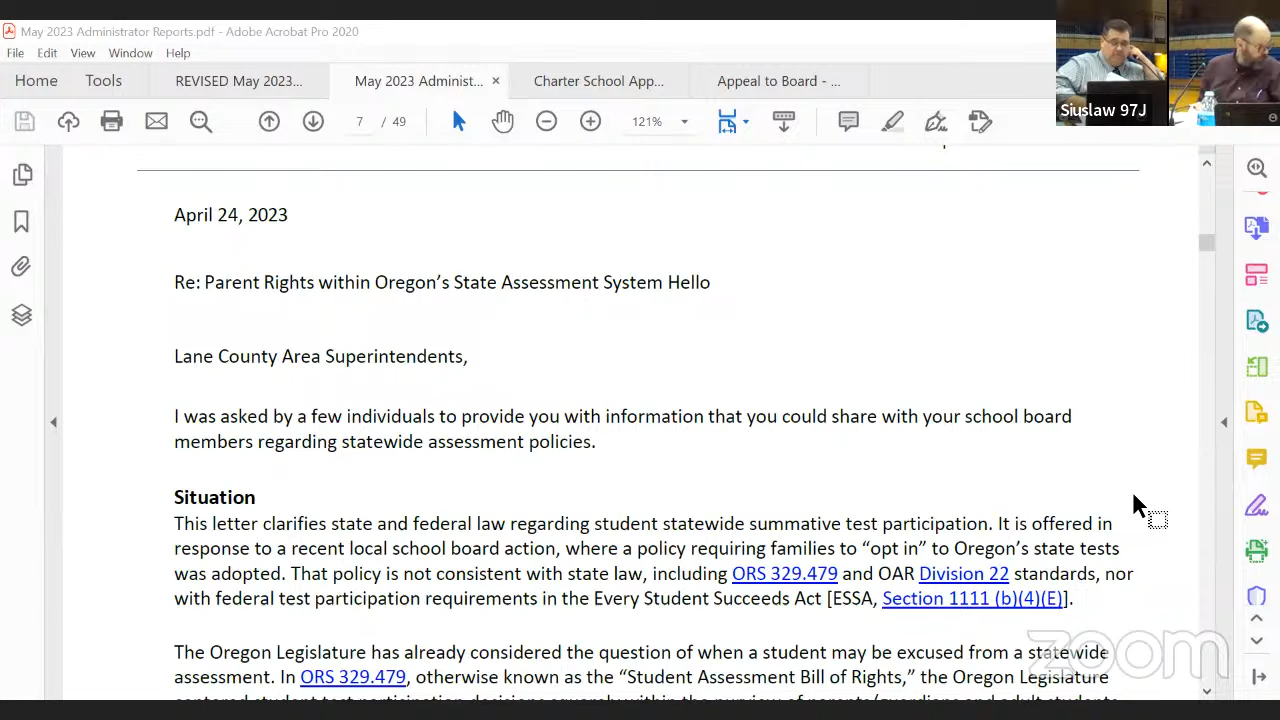 May 2023 Administrator Reports.pdf - Adobe Acrobat Pro 2020
File Edit View Window Help
Home Tools REVISED May 2023... May 2023 Administ... × Charter School App... Appeal to Board - ...
7 / 49 121%
Siuslaw 97J
April 24, 2023
Re: Parent Rights within Oregon’s State Assessment System Hello
Lane County Area Superintendents,
I was asked by a few individuals to provide you with information that you could share with your school board
members regarding statewide assessment policies.
Situation
This letter clarifies state and federal law regarding student statewide summative test participation. It is offered in
response to a recent local school board action, where a policy requiring families to “opt in” to Oregon’s state tests
was adopted. That policy is not consistent with state law, including ORS 329.479 and OAR Division 22 standards, nor
with federal test participation requirements in the Every Student Succeeds Act [ESSA, Section 1111 (b)(4)(E)].
The Oregon Legislature has already considered the question of when a student may be excused from a statewide
assessment. In ORS 329.479, otherwise known as the “Student Assessment Bill of Rights,” the Oregon Legislature
zoom